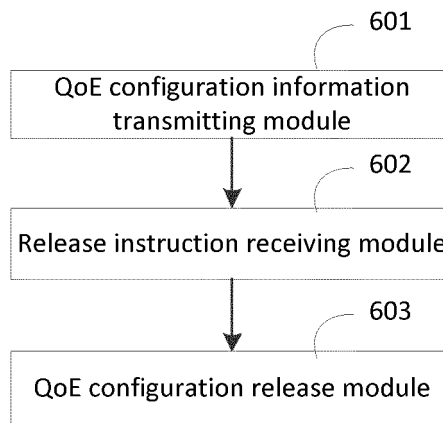 601
QoE configuration information
transmitting module
602
Release instruction receiving module
603
QoE configuration release module